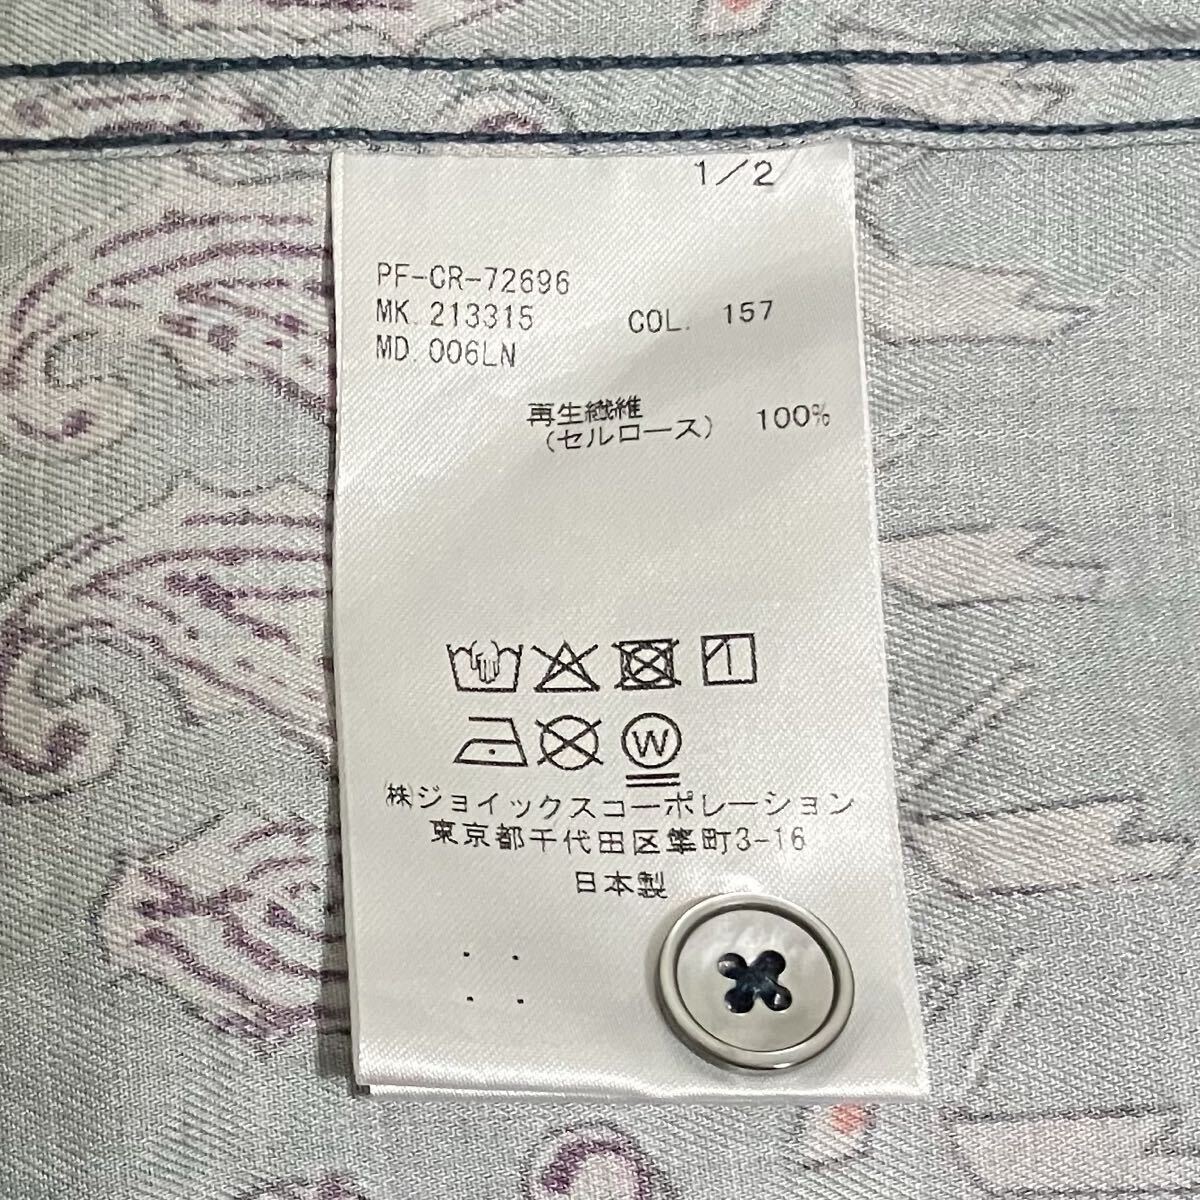 1/2
PF-CR-72696
MK. 213315 COL. 157
MD. 006LN
再生繊維
(セルロース) 100%
W
㈱ジョイックスコーポレーション
東京都千代田区隼町3-16
日本製